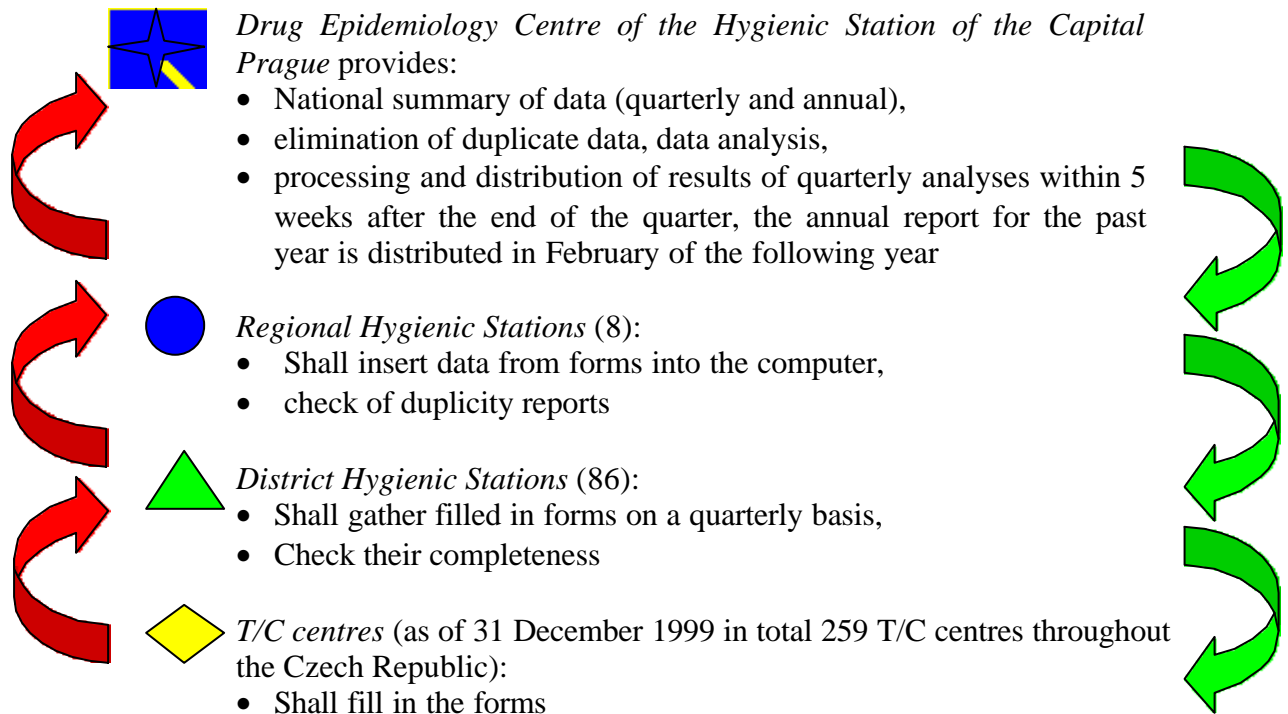 Drug Epidemiology Centre of the Hygienic Station of the Capital
Prague provides:
• National summary of data (quarterly and annual),
• elimination of duplicate data, data analysis,
• processing and distribution of results of quarterly analyses within 5
weeks after the end of the quarter, the annual report for the past
year is distributed in February of the following year
Regional Hygienic Stations (8):
• Shall insert data from forms into the computer,
• check of duplicity reports
District Hygienic Stations (86):
• Shall gather filled in forms on a quarterly basis,
• Check their completeness
T/C centres (as of 31 December 1999 in total 259 T/C centres throughout
the Czech Republic):
• Shall fill in the forms